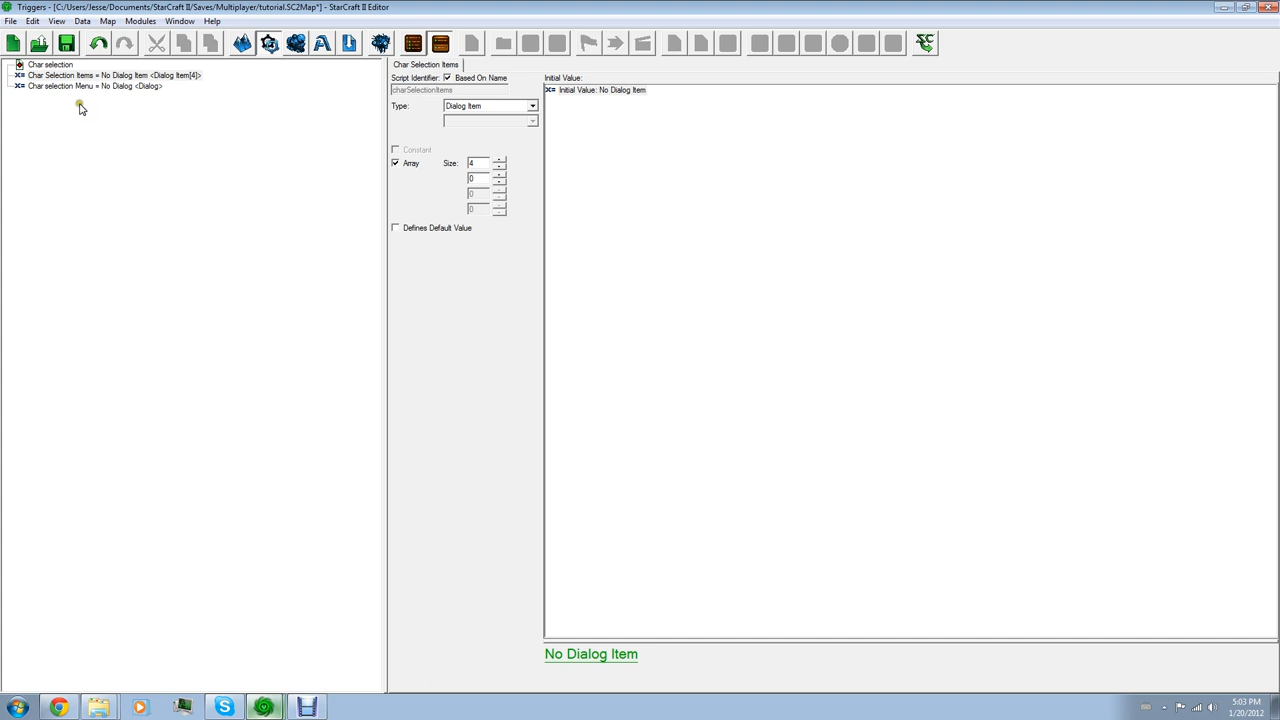 Triggers - [C:/Users/Jesse/Documents/StarCraft II/Saves/Multiplayer/tutorial.SC2Map*] - StarCraft II Editor
File Edit View Data Map Modules Window Help
Char selection
Char Selection Items = No Dialog Item <Dialog Item[4]>
Char selection Menu = No Dialog <Dialog>
Char Selection Items
Script Identifier: Based On Name
charSelectionItems
Type: Dialog Item
Constant
Array Size: 4
0
0
0
Defines Default Value
Initial Value:
Initial Value: No Dialog Item
No Dialog Item
5:03 PM
1/20/2012